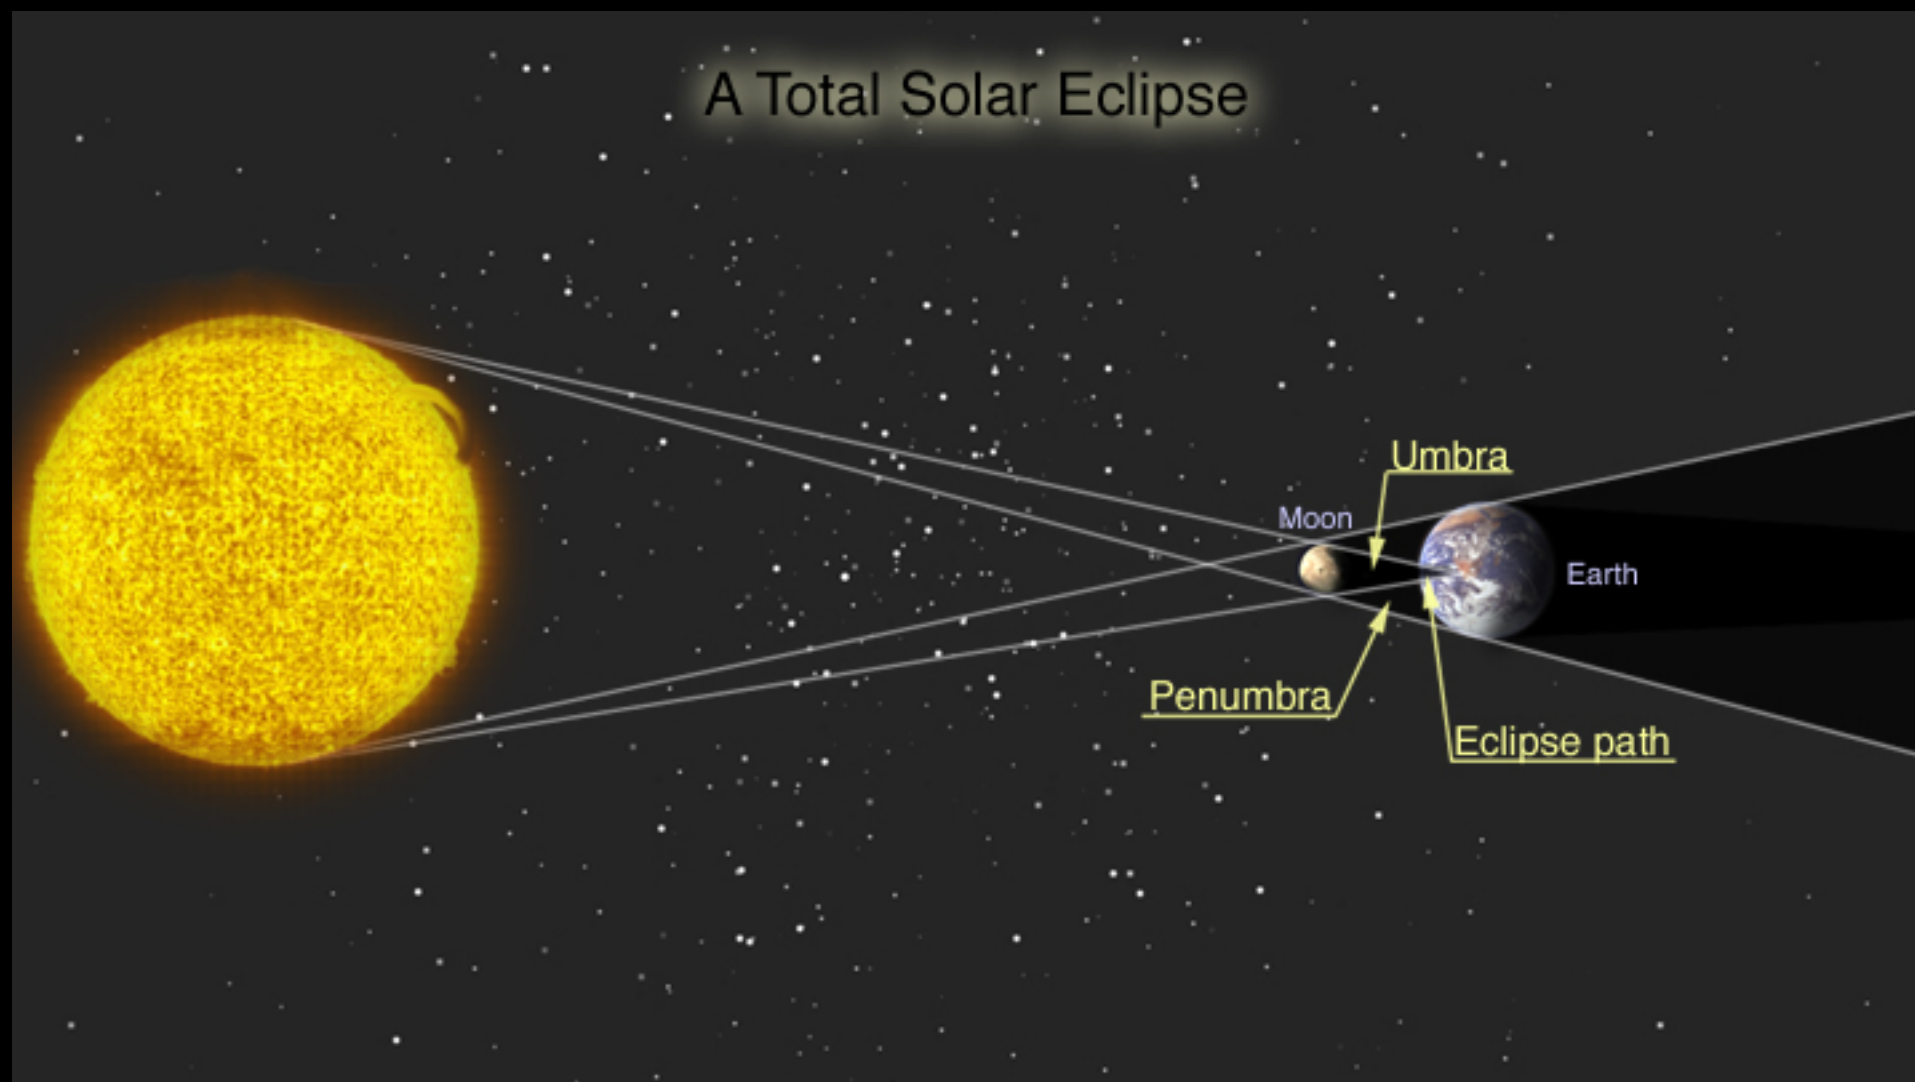 A Total Solar Eclipse
Umbra
Moon
Earth
Penumbra
Eclipse path